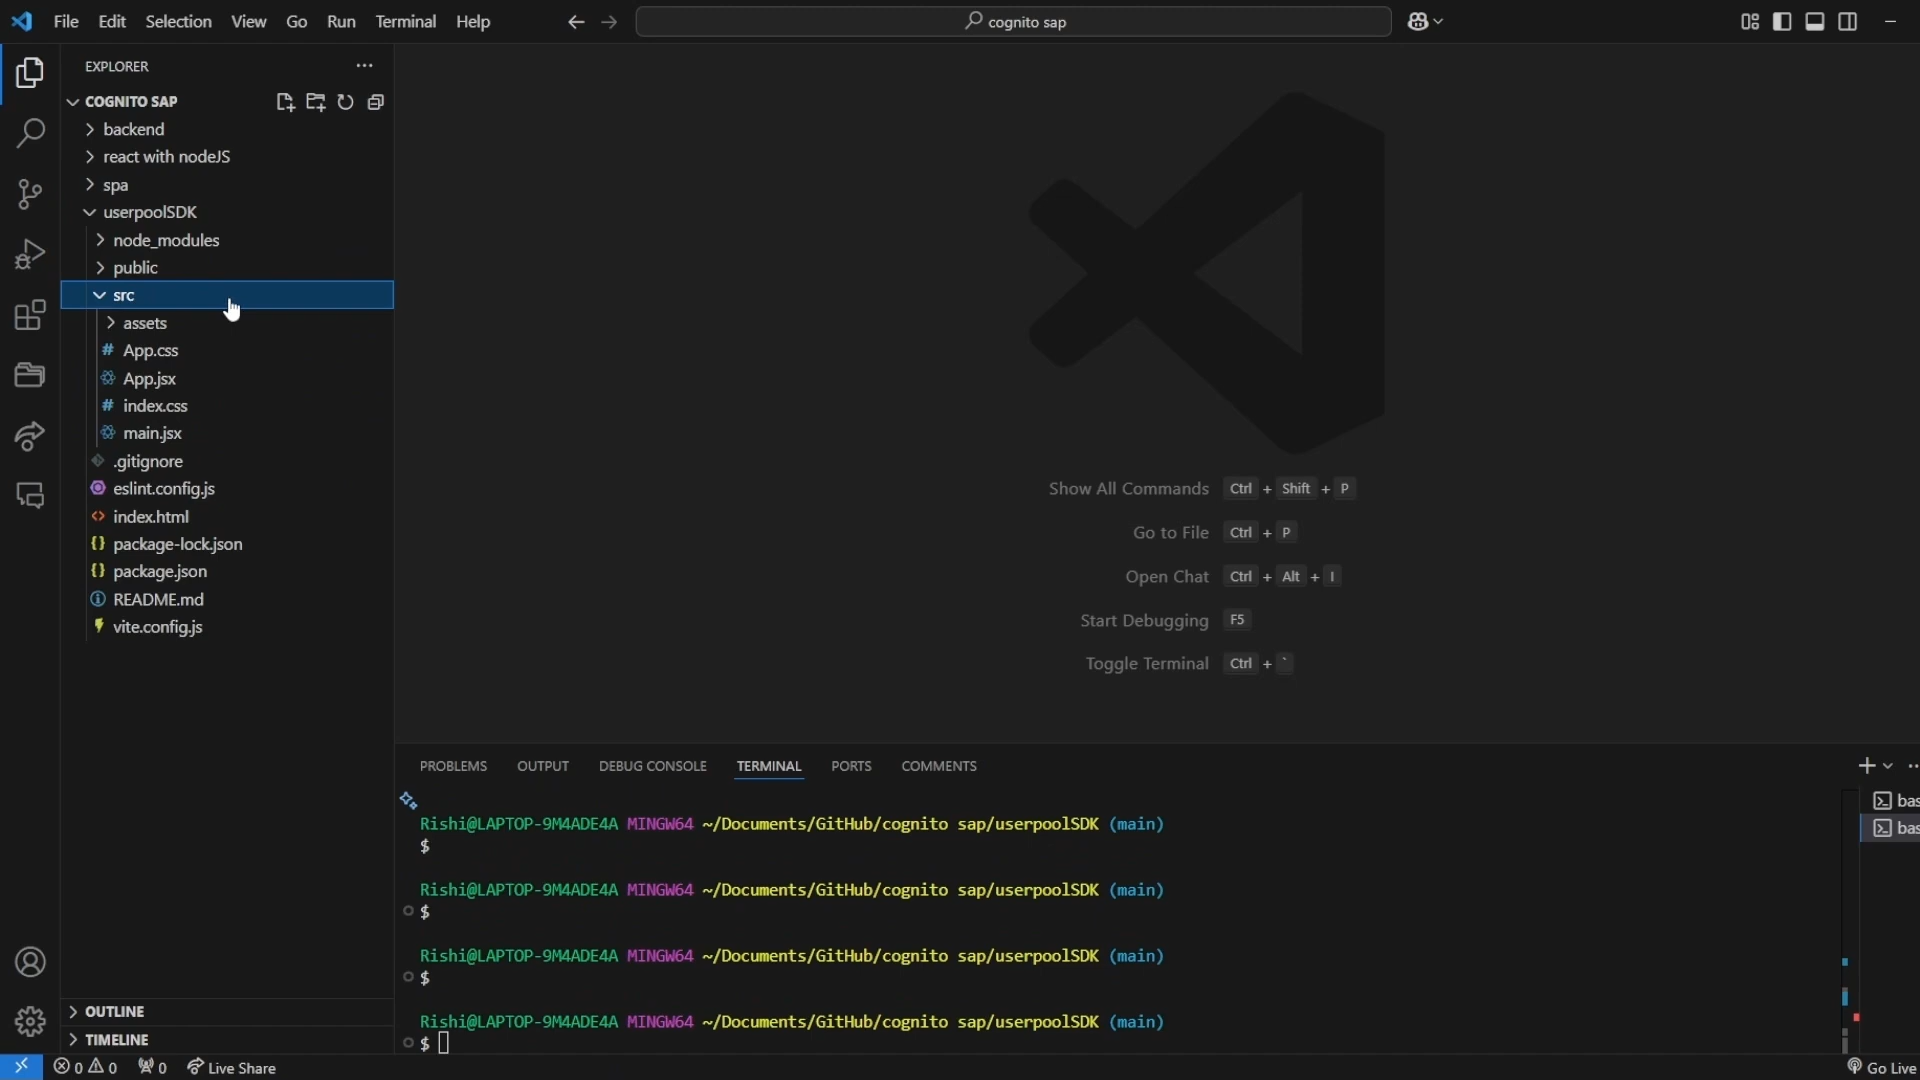 File Edit Selection View Go Run Terminal Help
cognito sap
EXPLORER
COGNITO SAP
backend
react with nodeJS
spa
userpoolSDK
node_modules
public
src
assets
App.css
App.jsx
index.css
main.jsx
.gitignore
eslint.config.js
index.html
package-lock.json
package.json
README.md
vite.config.js
OUTLINE
TIMELINE
Show All Commands Ctrl + Shift + P
Go to File Ctrl + P
Open Chat Ctrl + Alt + I
Start Debugging F5
Toggle Terminal Ctrl + `
PROBLEMS OUTPUT DEBUG CONSOLE TERMINAL PORTS COMMENTS
Rishi@LAPTOP-9M4ADE4A MINGW64 ~/Documents/GitHub/cognito sap/userpoolSDK (main)
$
Rishi@LAPTOP-9M4ADE4A MINGW64 ~/Documents/GitHub/cognito sap/userpoolSDK (main)
$
Rishi@LAPTOP-9M4ADE4A MINGW64 ~/Documents/GitHub/cognito sap/userpoolSDK (main)
$
Rishi@LAPTOP-9M4ADE4A MINGW64 ~/Documents/GitHub/cognito sap/userpoolSDK (main)
$
bas
bas
0 0 0 Live Share
Go Live